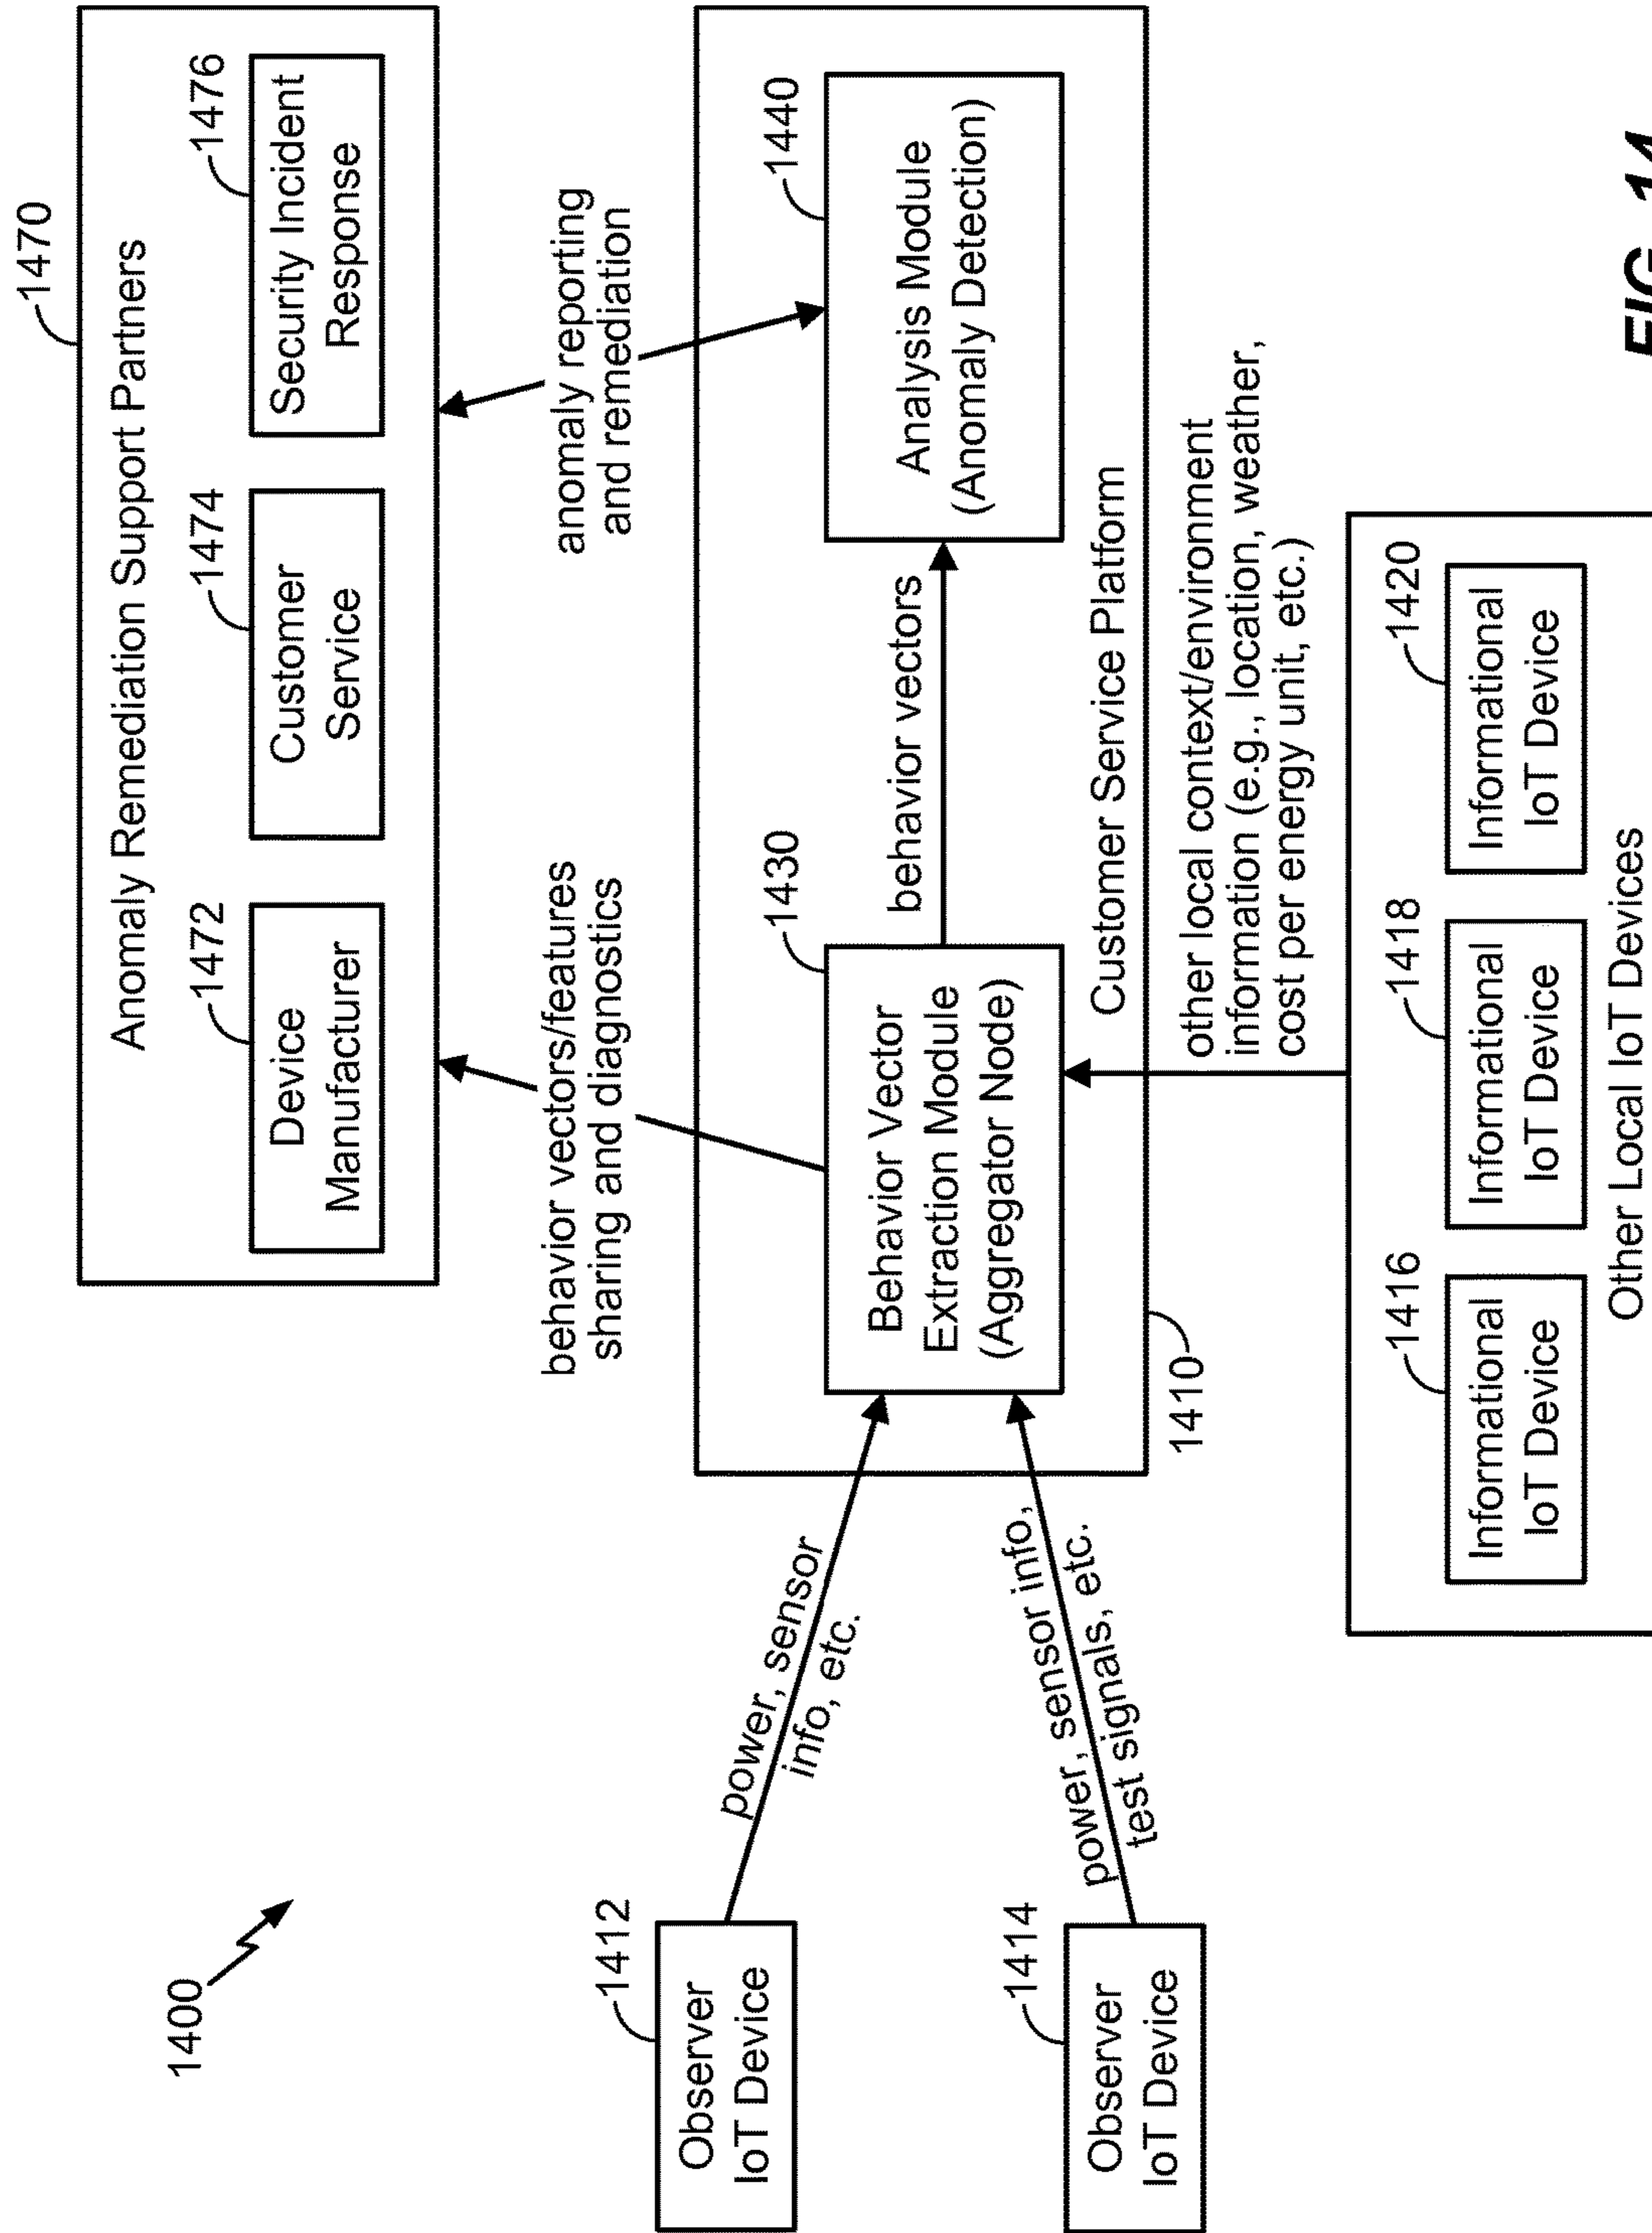 1400
1470
Anomaly Remediation Support Partners
1472
Device
Manufacturer
1474
Customer
Service
1476
Security Incident
Response
behavior vectors/features
sharing and diagnostics
anomaly reporting
and remediation
1412
Observer
IoT Device
power, sensor
info, etc.
1414
Observer
IoT Device
power, sensor info,
test signals, etc.
1430
Behavior Vector
Extraction Module
(Aggregator Node)
behavior vectors
1440
Analysis Module
(Anomaly Detection)
Customer Service Platform
1410
other local context/environment
information (e.g., location, weather,
cost per energy unit, etc.)
1416
Informational
IoT Device
1418
Informational
IoT Device
1420
Informational
IoT Device
Other Local IoT Devices
FIG. 14